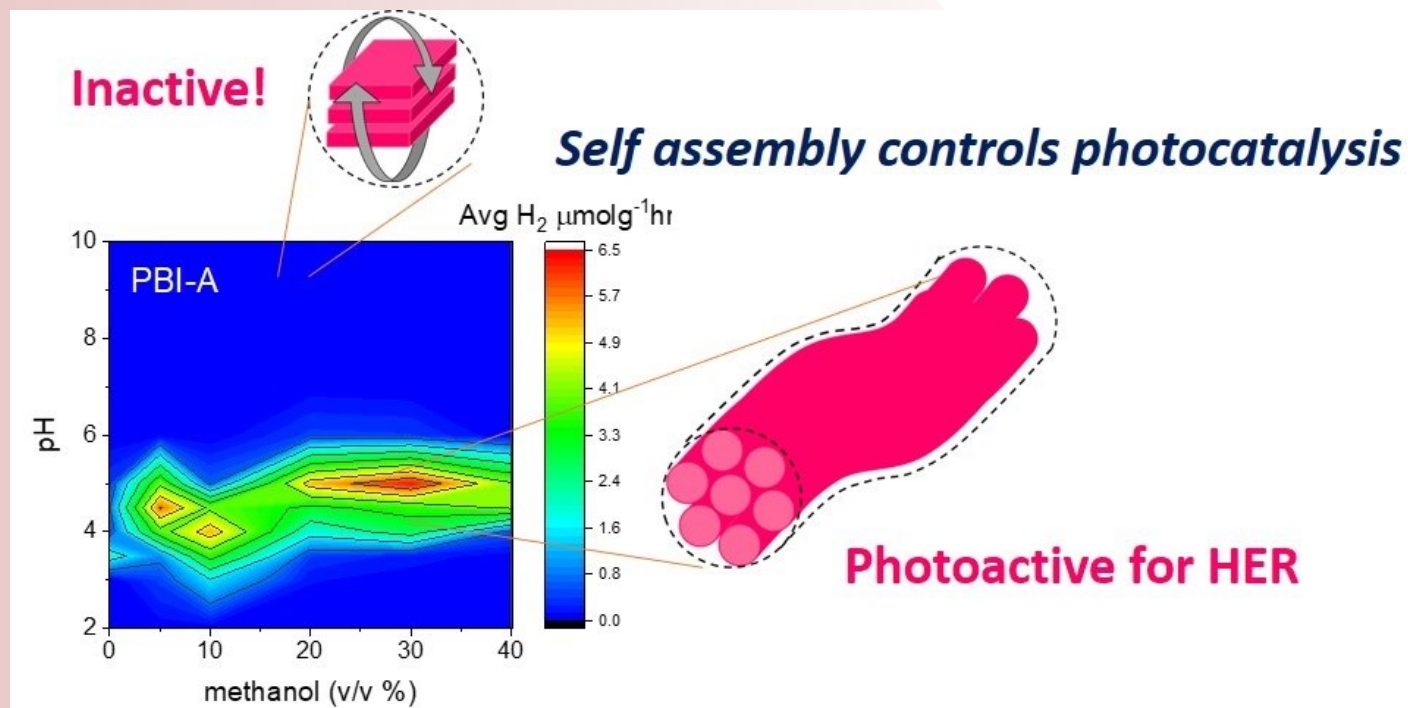 Inactive!
Self assembly controls photocatalysis
Avg H₂ μmolg⁻¹hr
PBI-A
10
8
6
4
2
pH
0
10
20
30
40
methanol (v/v %)
6.5
5.7
4.9
4.1
3.3
2.4
1.6
0.8
0.0
Photoactive for HER